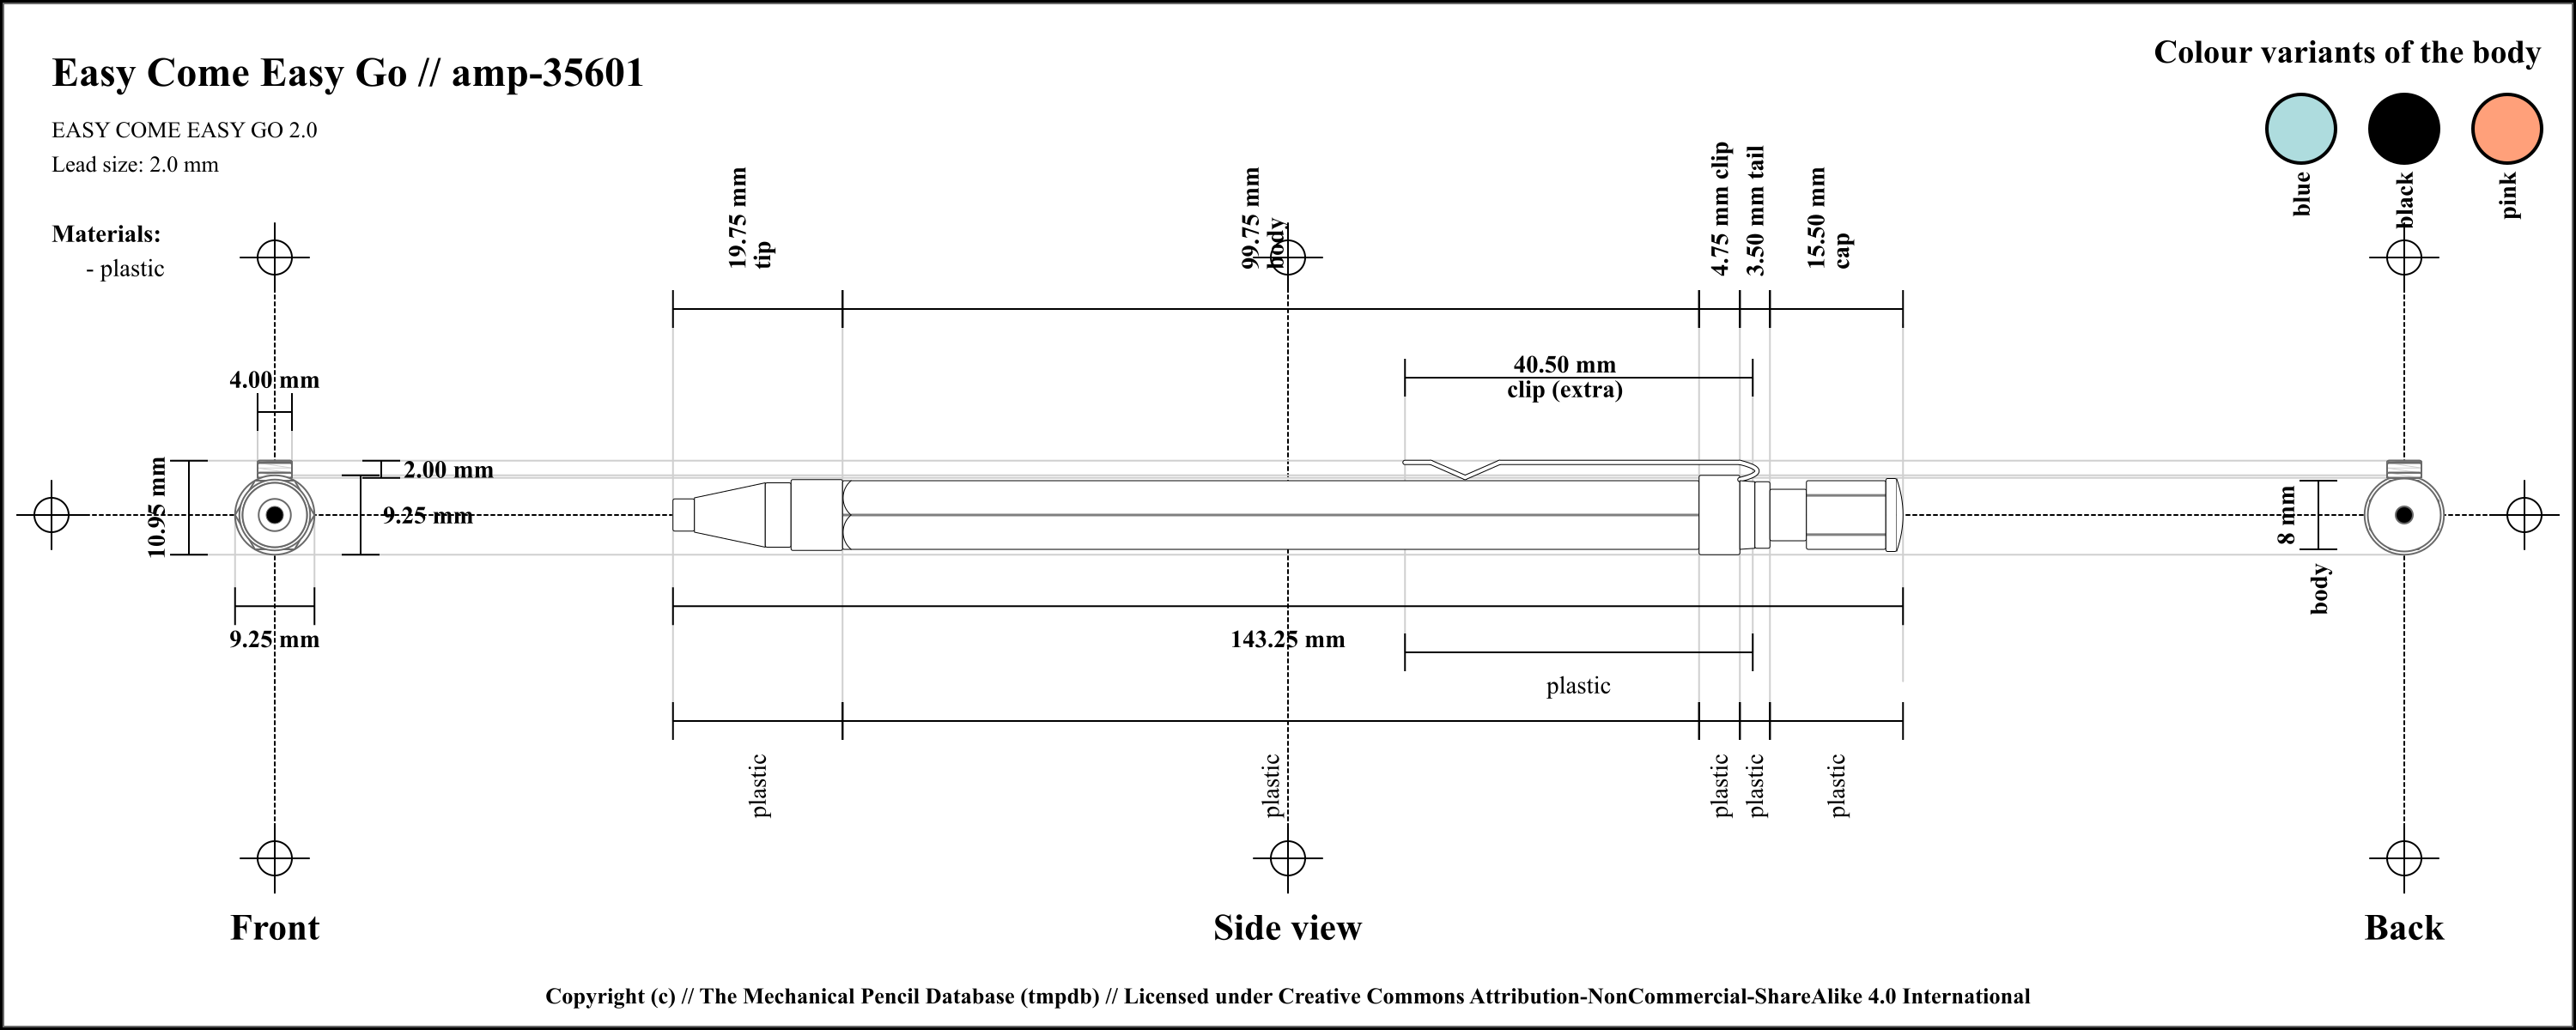 Easy Come Easy Go // amp-35601
EASY COME EASY GO 2.0
Lead size: 2.0 mm
Materials:
- plastic
Colour variants of the body
blue
black
pink
19.75 mm
tip
99.75 mm
body
4.75 mm clip
3.50 mm tail
15.50 mm
cap
40.50 mm
clip (extra)
4.00 mm
10.95 mm
2.00 mm
9.25 mm
9.25 mm
8 mm
body
143.25 mm
plastic
plastic
plastic
plastic
plastic
plastic
Front
Side view
Back
Copyright (c) // The Mechanical Pencil Database (tmpdb) // Licensed under Creative Commons Attribution-NonCommercial-ShareAlike 4.0 International